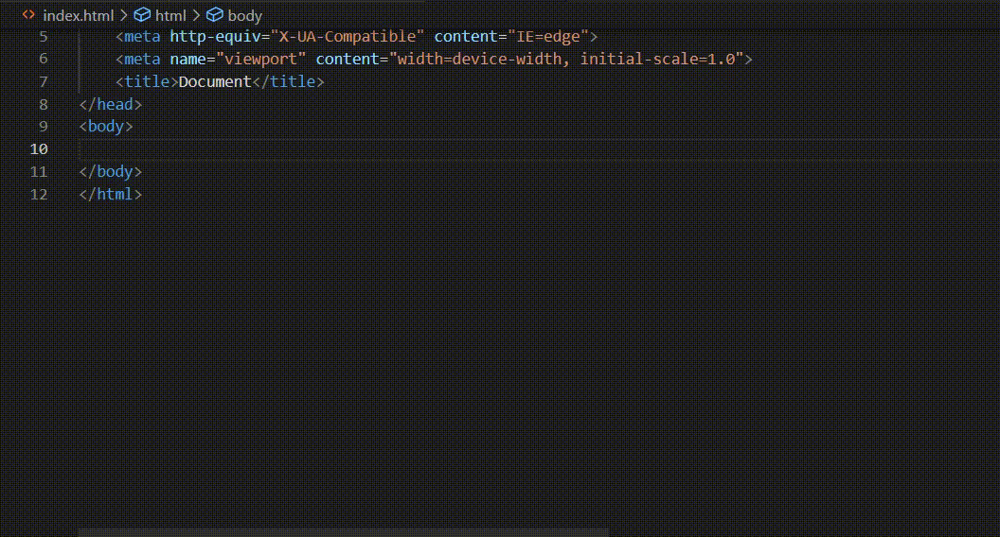 index.html > html > body
5 <meta http-equiv="X-UA-Compatible" content="IE=edge">
6 <meta name="viewport" content="width=device-width, initial-scale=1.0">
7 <title>Document</title>
8 </head>
9 <body>
10
11 </body>
12 </html>